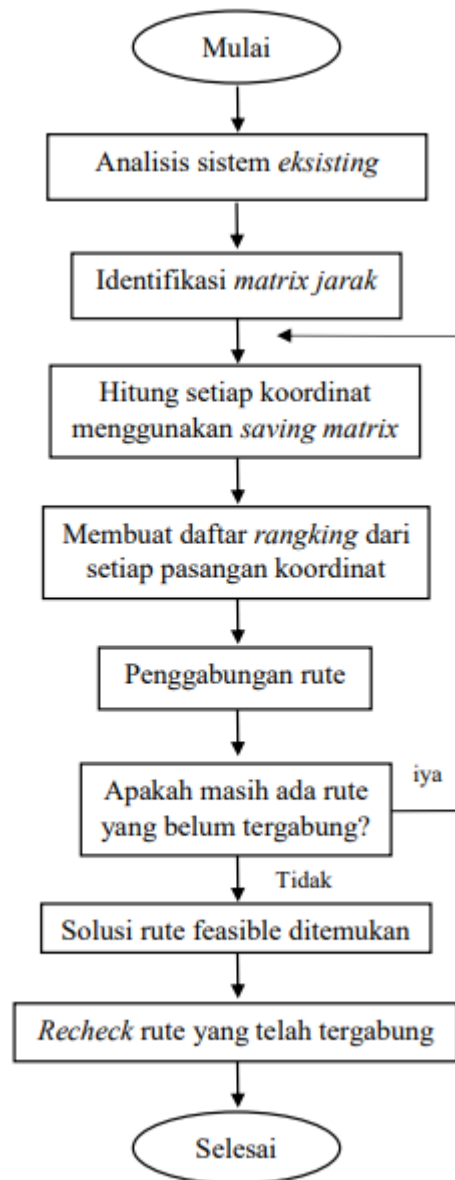 Mulai
Analisis sistem eksisting
Identifikasi matrix jarak
Hitung setiap koordinat
menggunakan saving matrix
Membuat daftar rangking dari
setiap pasangan koordinat
Penggabungan rute
Apakah masih ada rute
yang belum tergabung?
iya
Tidak
Solusi rute feasible ditemukan
Recheck rute yang telah tergabung
Selesai